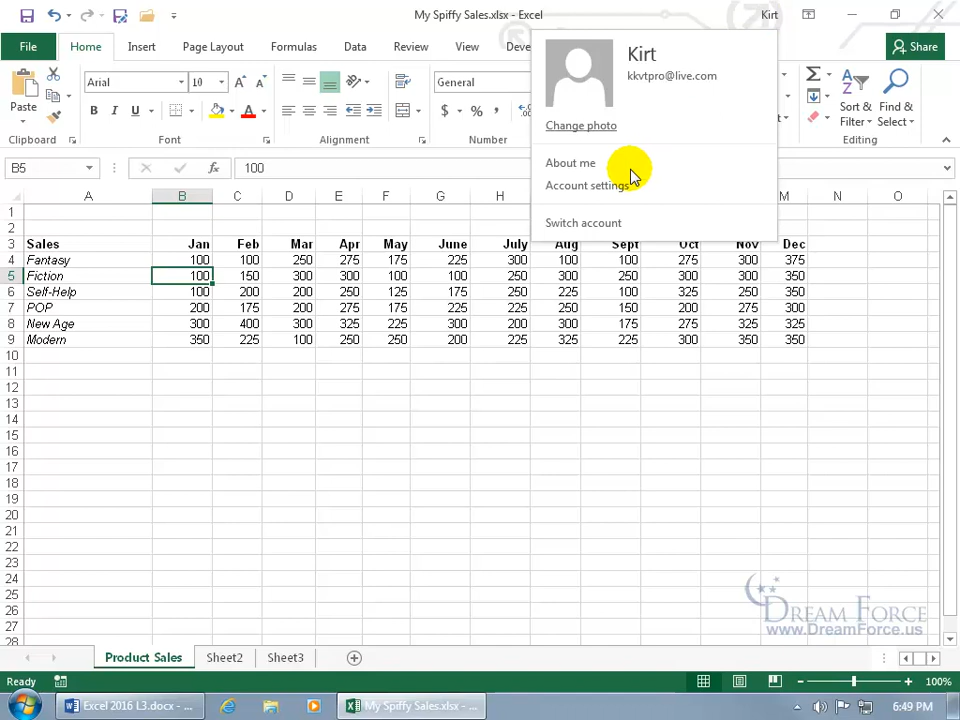 My Spiffy Sales.xlsx - Excel
Kirt
File Home Insert Page Layout Formulas Data Review View Deve
Share
Kirt
kkvtpro@live.com
Change photo
About me
Account settings
Switch account
Paste
Arial 10
B I U A
General
$ % ,
Sort & Filter
Find & Select
Clipboard Font Alignment Number Editing
B5 fx 100
A B C D E F G H M N O
1
2
3 Sales Jan Feb Mar Apr May June July Aug Sept Oct Nov Dec
4 Fantasy 100 100 250 275 175 225 300 100 100 275 300 375
5 Fiction 100 150 300 300 100 100 250 300 250 300 300 350
6 Self-Help 100 200 200 250 125 175 250 225 100 325 250 350
7 POP 200 175 200 275 175 225 225 250 150 200 275 300
8 New Age 300 400 300 325 225 300 200 300 175 275 325 325
9 Modern 350 225 100 250 250 200 225 325 225 300 350 350
10
11
12
13
14
15
16
17
18
19
20
21
22
23
24
25
26
27
28
DREAM FORCE
www.DreamForce.us
Product Sales Sheet2 Sheet3
Ready
100%
Excel 2016 L3.docx - ...
My Spiffy Sales.xlsx - ...
6:49 PM